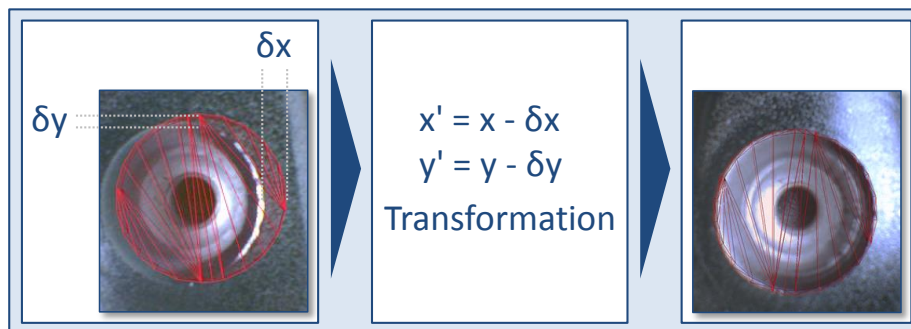 δx
δy
x' = x - δx
y' = y - δy
Transformation